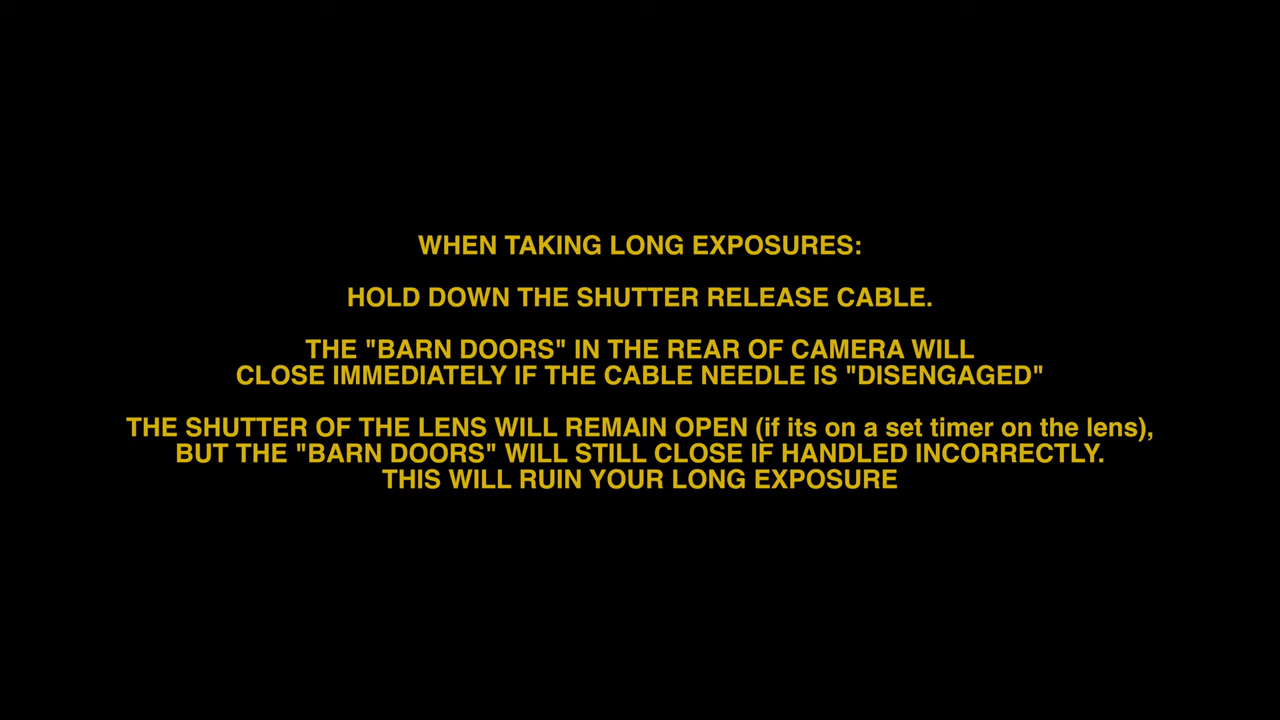 WHEN TAKING LONG EXPOSURES:
HOLD DOWN THE SHUTTER RELEASE CABLE.
THE "BARN DOORS" IN THE REAR OF CAMERA WILL
CLOSE IMMEDIATELY IF THE CABLE NEEDLE IS "DISENGAGED"
THE SHUTTER OF THE LENS WILL REMAIN OPEN (if its on a set timer on the lens),
BUT THE "BARN DOORS" WILL STILL CLOSE IF HANDLED INCORRECTLY.
THIS WILL RUIN YOUR LONG EXPOSURE